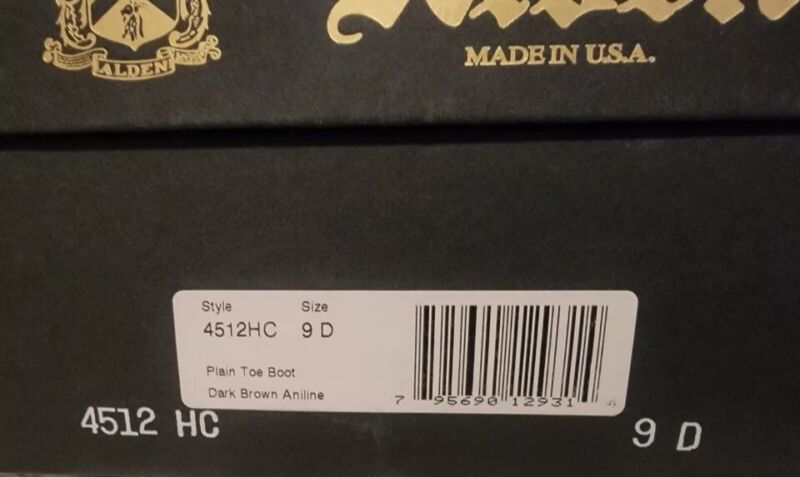 ALDEN
MADE IN U.S.A.
Style Size
4512HC 9 D
Plain Toe Boot
Dark Brown Aniline
7 95690 12931 4
4512 HC 9 D